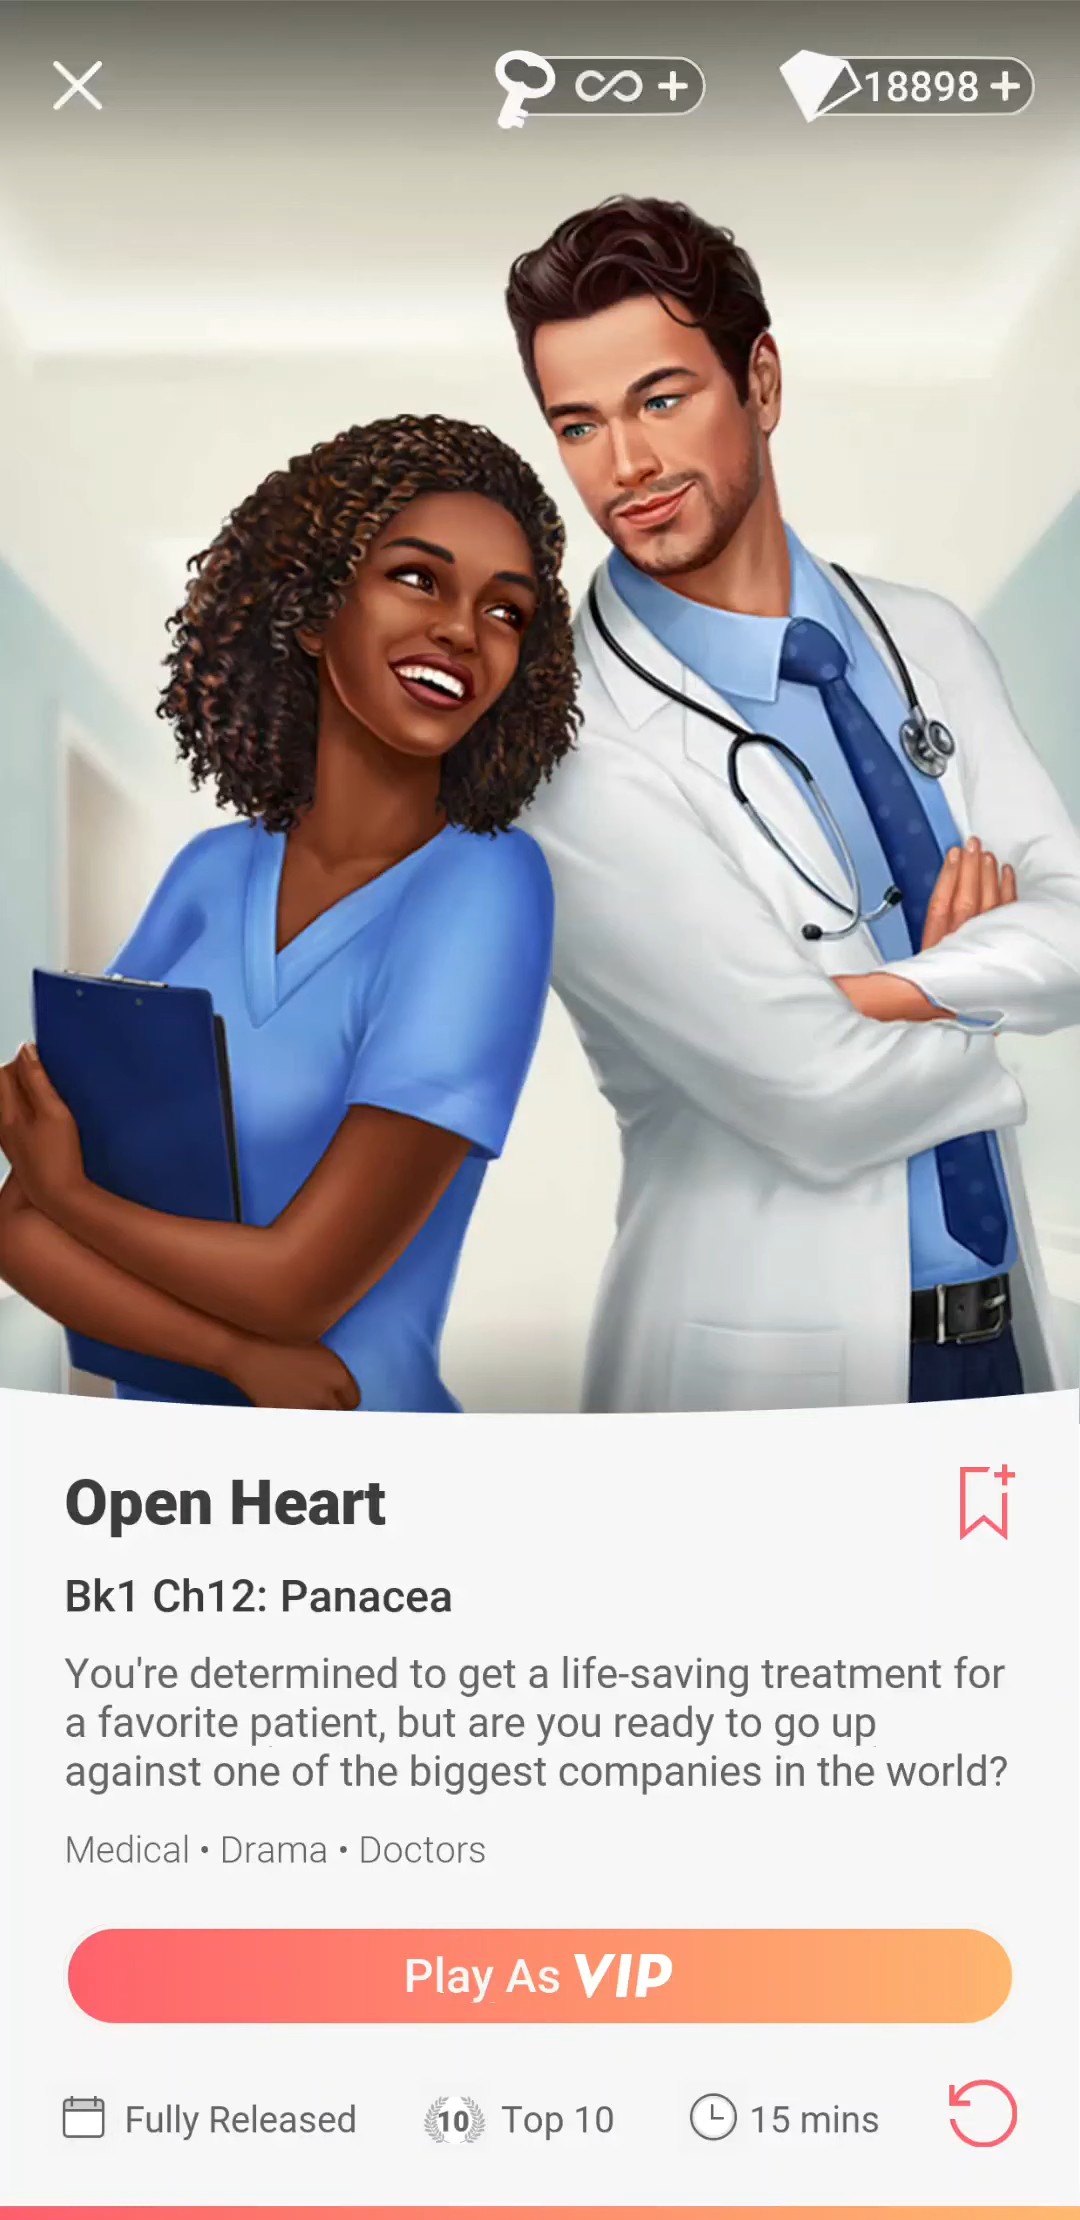 ∞ +
18898 +
Open Heart
Bk1 Ch12: Panacea
You're determined to get a life-saving treatment for
a favorite patient, but are you ready to go up
against one of the biggest companies in the world?
Medical • Drama • Doctors
Play As VIP
Fully Released
10 Top 10
15 mins